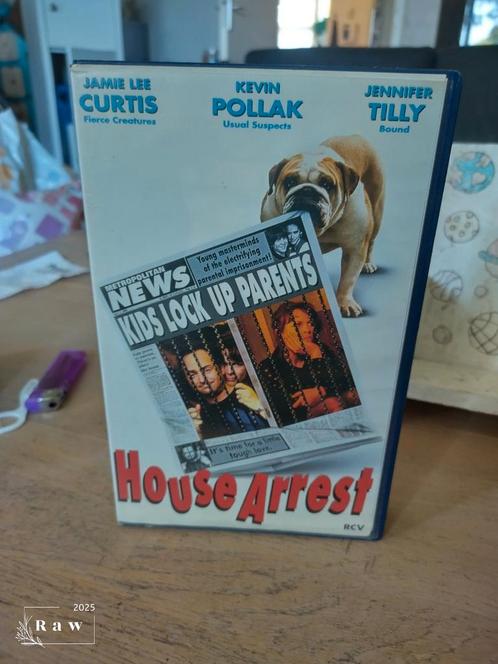 JAMIE LEE
CURTIS
Fierce Creatures
KEVIN
POLLAK
Usual Suspects
JENNIFER
TILLY
Bound
METROPOLITAN
NEWS
Young masterminds
of the electrifying
parental imprisonment!
KIDS LOCK UP PARENTS
It's time for a little
tough love.
House Arrest
RCV
2025
Raw